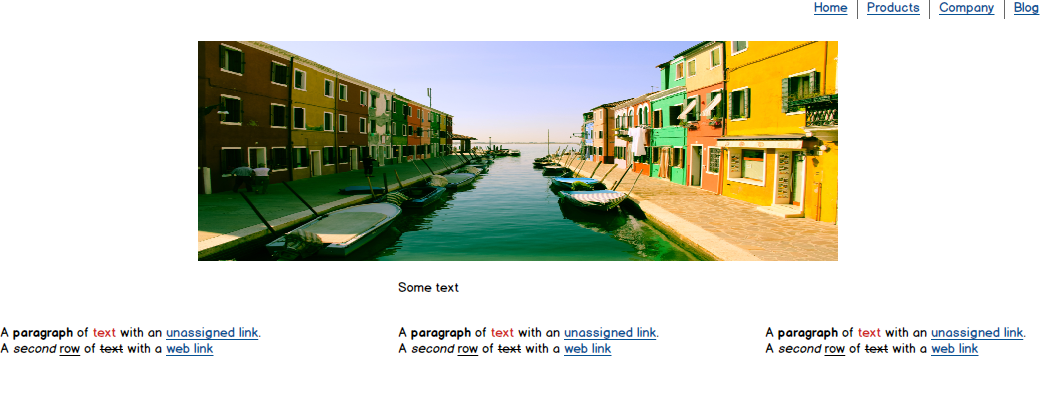 Home Products Company Blog
Some text
A paragraph of text with an unassigned link.
A second row of text with a web link
A paragraph of text with an unassigned link.
A second row of text with a web link
A paragraph of text with an unassigned link.
A second row of text with a web link